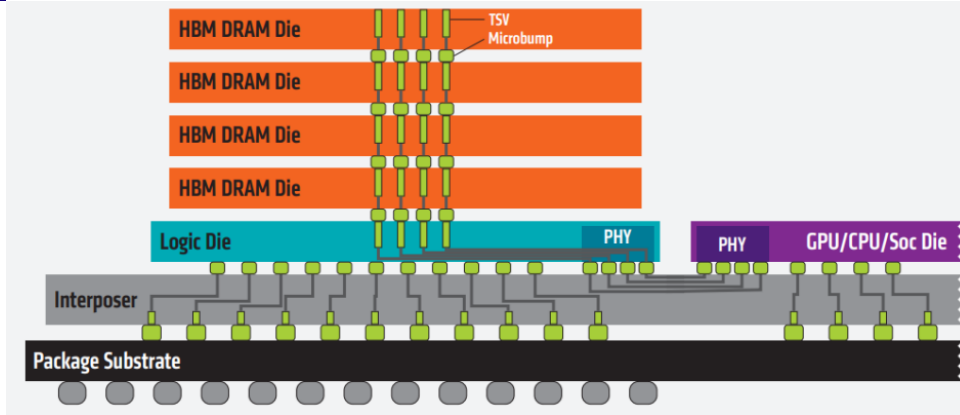 HBM DRAM Die
TSV
Microbump
HBM DRAM Die
HBM DRAM Die
HBM DRAM Die
Logic Die
PHY
PHY
GPU/CPU/Soc Die
Interposer
Package Substrate